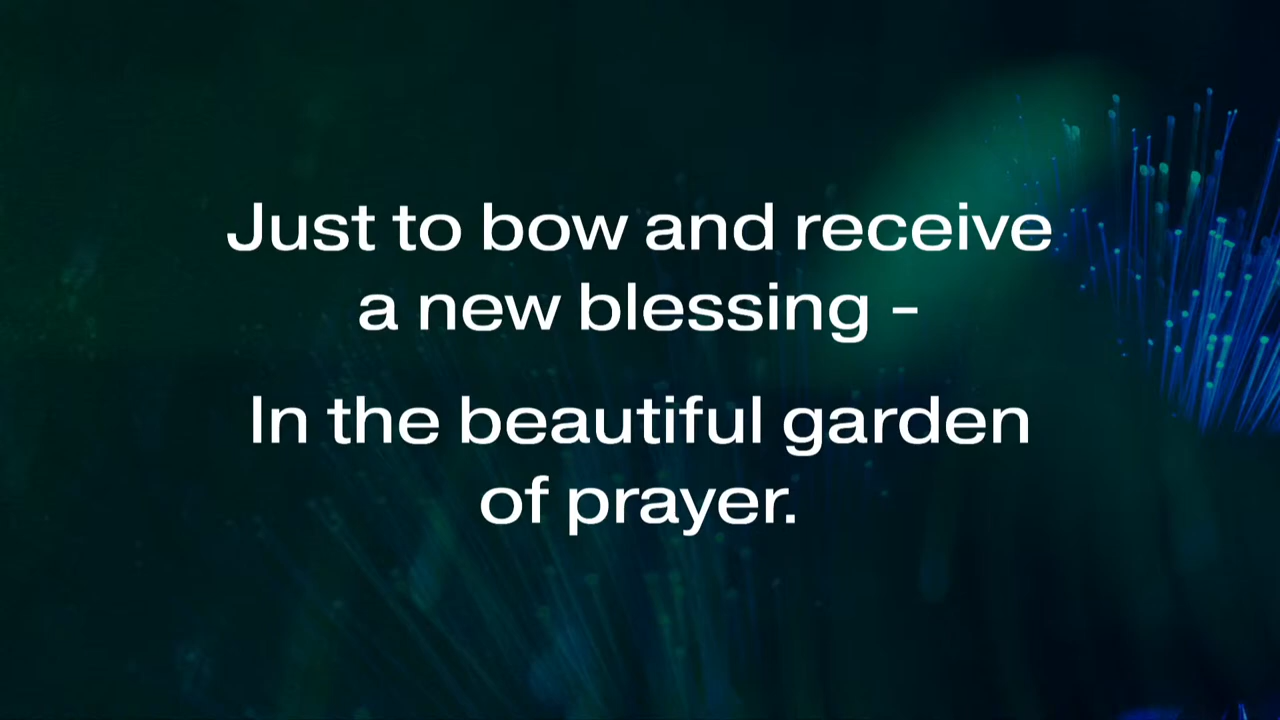 Just to bow and receive
a new blessing -
In the beautiful garden
of prayer.